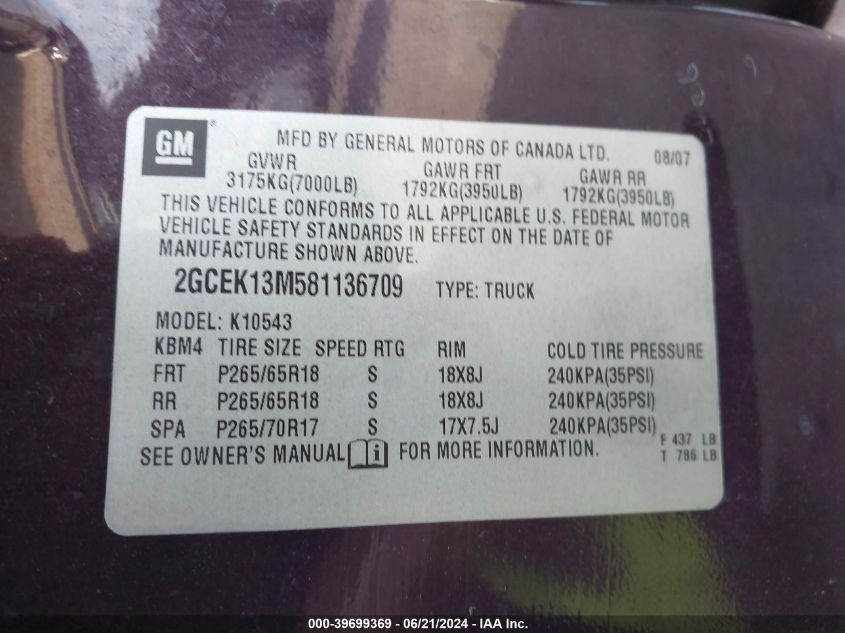 GM
MFD BY GENERAL MOTORS OF CANADA LTD. 08/07
GVWR GAWR FRT GAWR RR
3175KG(7000LB) 1792KG(3950LB) 1792KG(3950LB)
THIS VEHICLE CONFORMS TO ALL APPLICABLE U.S. FEDERAL MOTOR
VEHICLE SAFETY STANDARDS IN EFFECT ON THE DATE OF
MANUFACTURE SHOWN ABOVE.
2GCEK13M581136709 TYPE: TRUCK
MODEL: K10543
KBM4 TIRE SIZE SPEED RTG RIM COLD TIRE PRESSURE
FRT P265/65R18 S 18X8J 240KPA(35PSI)
RR P265/65R18 S 18X8J 240KPA(35PSI)
SPA P265/70R17 S 17X7.5J 240KPA(35PSI)
F 437 LB
SEE OWNER'S MANUAL i FOR MORE INFORMATION. T 786 LB
000-39699369 - 06/21/2024 - IAA Inc.